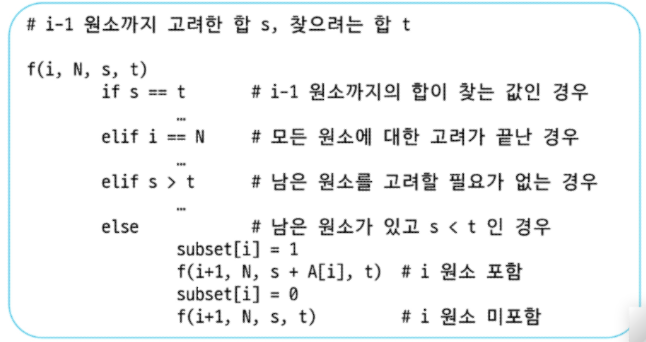 # i-1 원소까지 고려한 합 s, 찾으려는 합 t
f(i, N, s, t)
if s == t # i-1 원소까지의 합이 찾는 값인 경우
…
elif i == N # 모든 원소에 대한 고려가 끝난 경우
…
elif s > t # 남은 원소를 고려할 필요가 없는 경우
…
else # 남은 원소가 있고 s < t 인 경우
subset[i] = 1
f(i+1, N, s + A[i], t) # i 원소 포함
subset[i] = 0
f(i+1, N, s, t) # i 원소 미포함